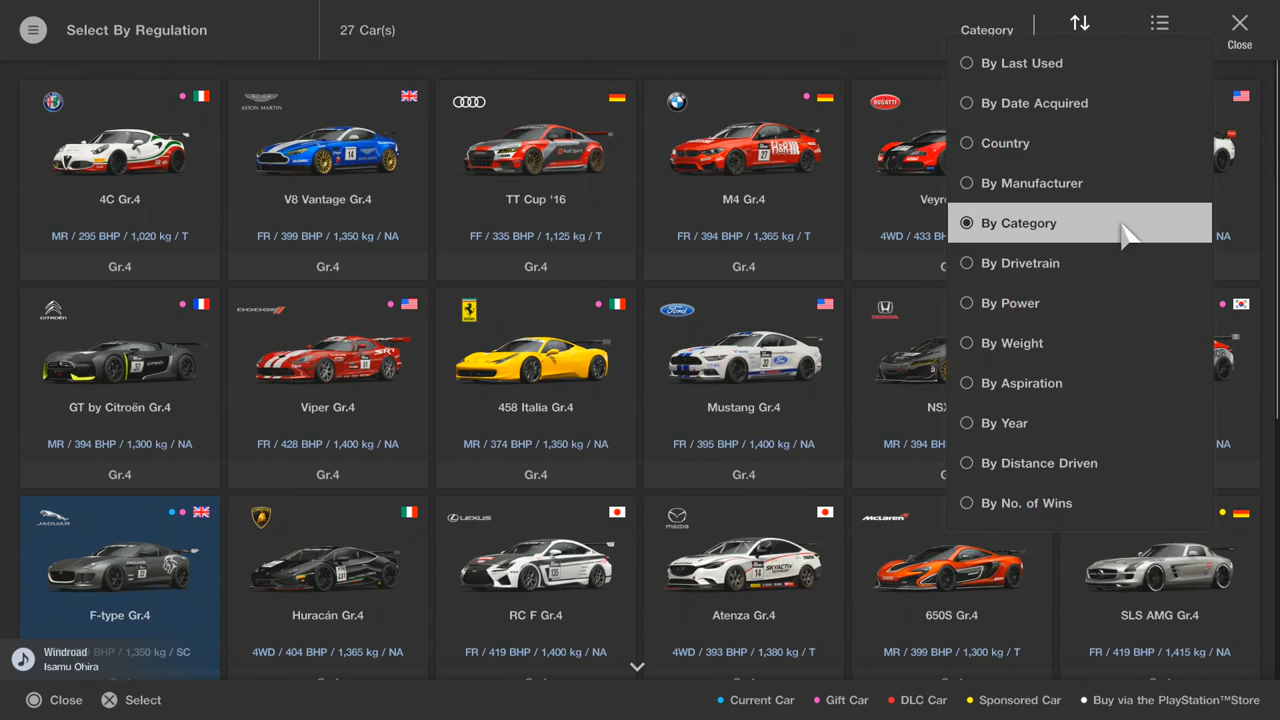 Select By Regulation
27 Car(s)
Category
Close
By Last Used
By Date Acquired
Country
By Manufacturer
By Category
By Drivetrain
By Power
By Weight
By Aspiration
By Year
By Distance Driven
By No. of Wins
ASTON MARTIN
BUGATTI
4C Gr.4
V8 Vantage Gr.4
TT Cup '16
M4 Gr.4
Veyr
MR / 295 BHP / 1,020 kg / T
FR / 399 BHP / 1,350 kg / NA
FF / 335 BHP / 1,125 kg / T
FR / 394 BHP / 1,365 kg / T
4WD / 433 B
NA
Gr.4
Gr.4
Gr.4
Gr.4
CITROËN
DODGE
Ford
HONDA
GT by Citroën Gr.4
Viper Gr.4
458 Italia Gr.4
Mustang Gr.4
NSX
MR / 394 BHP / 1,300 kg / NA
FR / 428 BHP / 1,400 kg / NA
MR / 374 BHP / 1,350 kg / NA
FR / 395 BHP / 1,400 kg / NA
MR / 394 BH
NA
Gr.4
Gr.4
Gr.4
Gr.4
JAGUAR
LEXUS
mazda
McLaren
F-type Gr.4
Huracán Gr.4
RC F Gr.4
Atenza Gr.4
650S Gr.4
SLS AMG Gr.4
BHP / 1,350 kg / SC
4WD / 404 BHP / 1,365 kg / NA
FR / 419 BHP / 1,400 kg / NA
4WD / 393 BHP / 1,380 kg / T
MR / 399 BHP / 1,300 kg / T
FR / 419 BHP / 1,415 kg / NA
Windroad
Isamu Ohira
Close
Select
Current Car
Gift Car
DLC Car
Sponsored Car
Buy via the PlayStation™Store